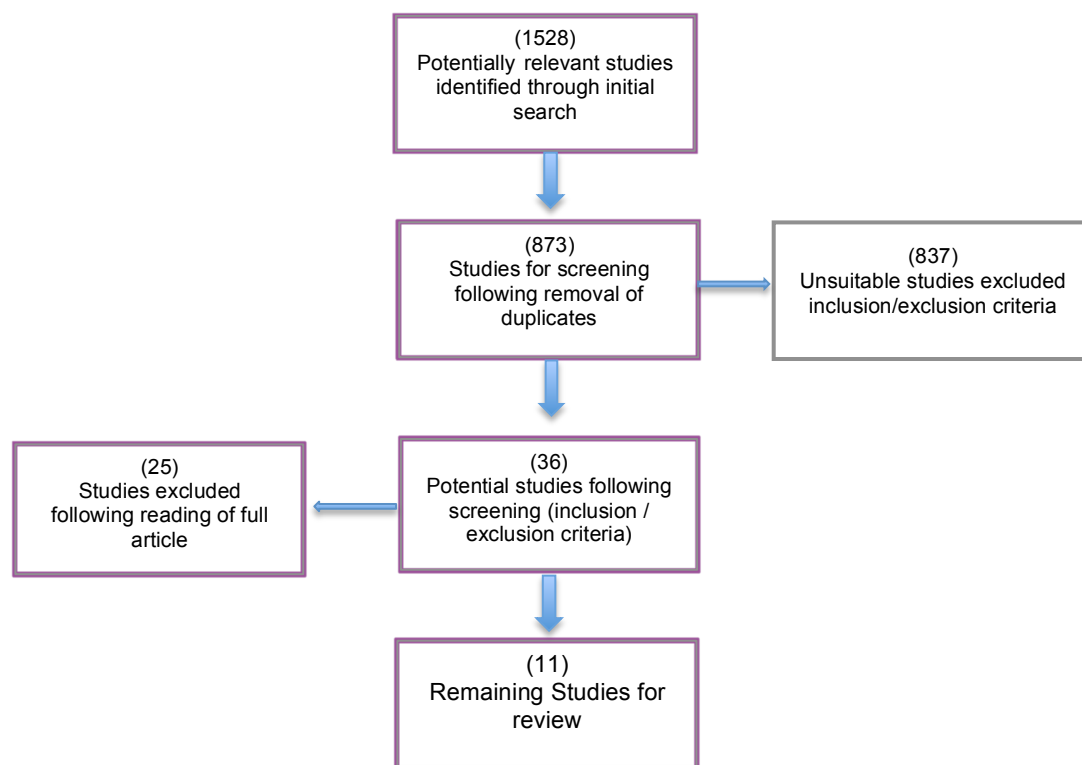 (1528)
Potentially relevant studies
identified through initial
search
(873)
Studies for screening
following removal of
duplicates
(837)
Unsuitable studies excluded
inclusion/exclusion criteria
(25)
Studies excluded
following reading of full
article
(36)
Potential studies following
screening (inclusion /
exclusion criteria)
(11)
Remaining Studies for
review